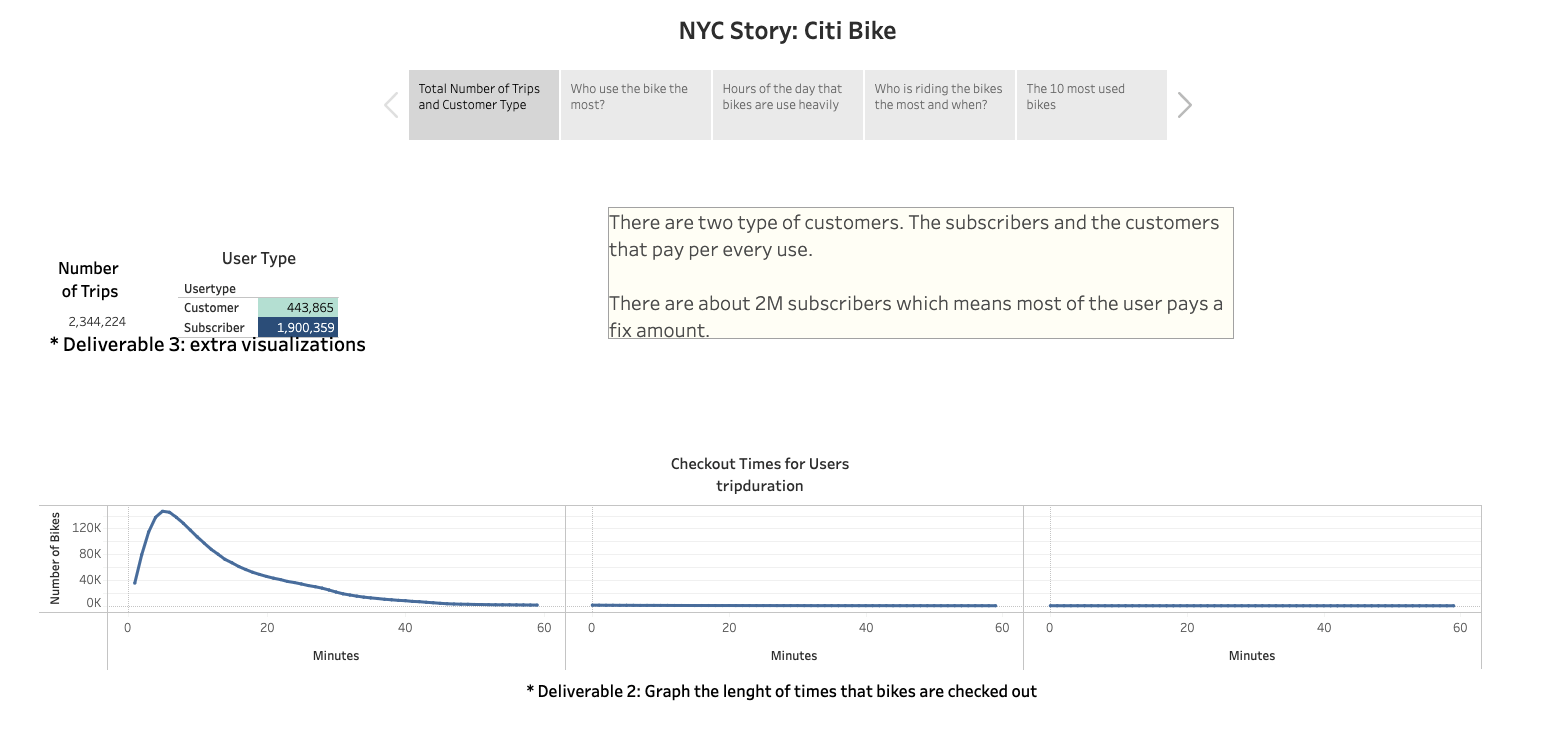 NYC Story: Citi Bike
Total Number of Trips
and Customer Type
Who use the bike the
most?
Hours of the day that
bikes are use heavily
Who is riding the bikes
the most and when?
The 10 most used
bikes
There are two type of customers. The subscribers and the customers
that pay per every use.
There are about 2M subscribers which means most of the user pays a
fix amount.
Number
of Trips
2,344,224
User Type
Usertype
Customer 443,865
Subscriber 1,900,359
* Deliverable 3: extra visualizations
Checkout Times for Users
tripduration
Number of Bikes
120K
80K
40K
0K
0 20 40 60 0 20 40 60 0 20 40 60
Minutes Minutes Minutes
* Deliverable 2: Graph the lenght of times that bikes are checked out